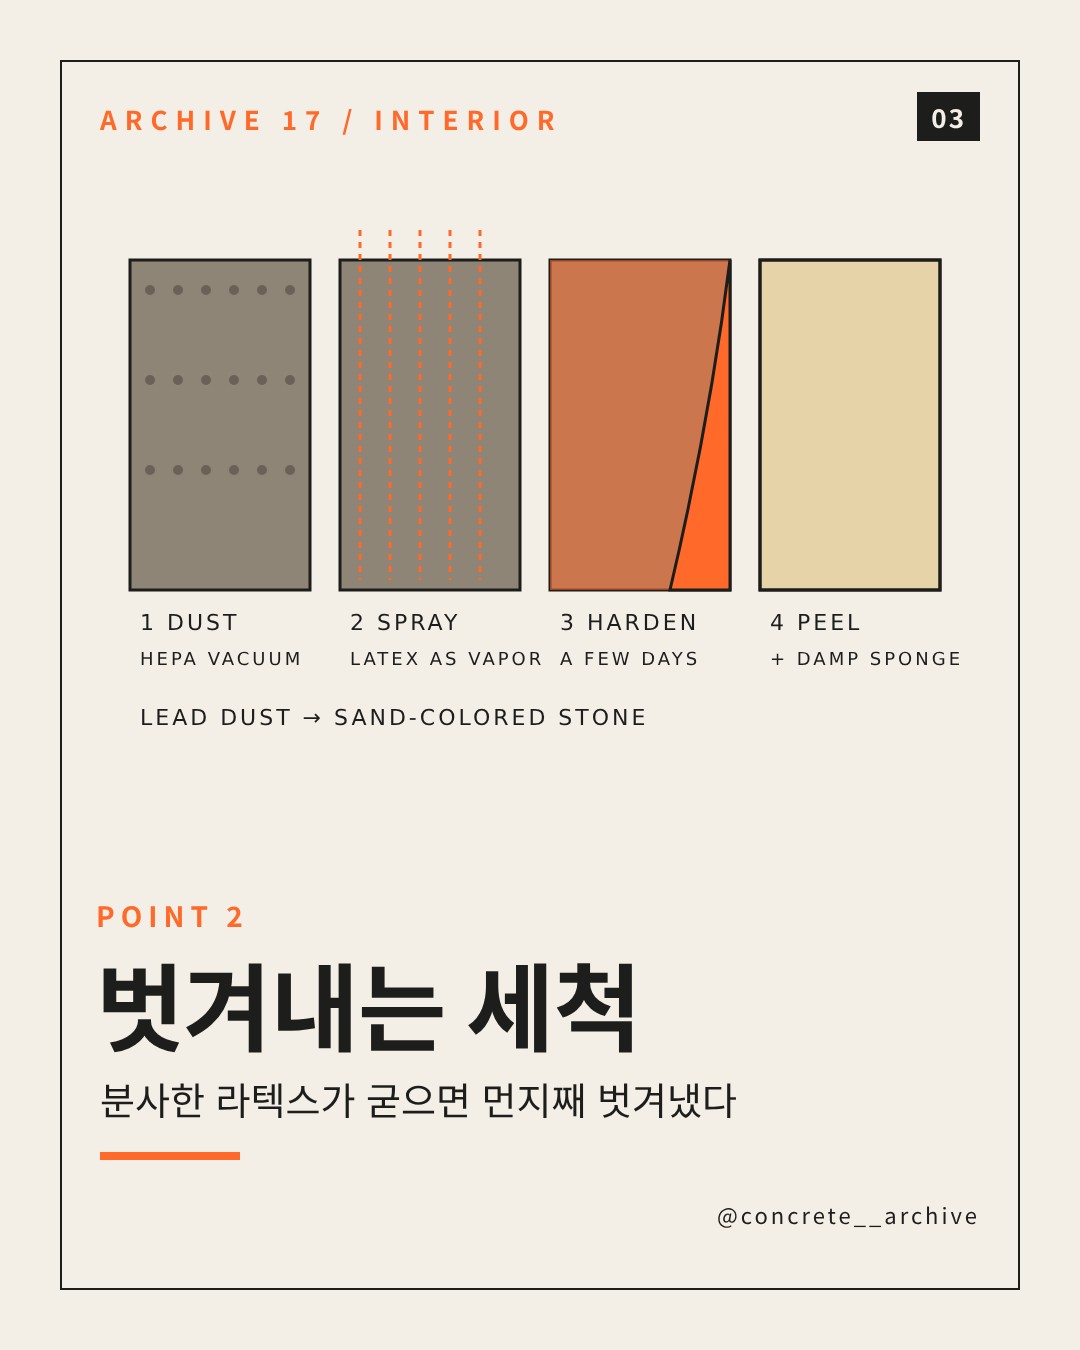 ARCHIVE 17 / INTERIOR
03
1 DUST
HEPA VACUUM
2 SPRAY
LATEX AS VAPOR
3 HARDEN
A FEW DAYS
4 PEEL
+ DAMP SPONGE
LEAD DUST → SAND-COLORED STONE
POINT 2
벗겨내는 세척
분사한 라텍스가 굳으면 먼지째 벗겨냈다
@concrete__archive